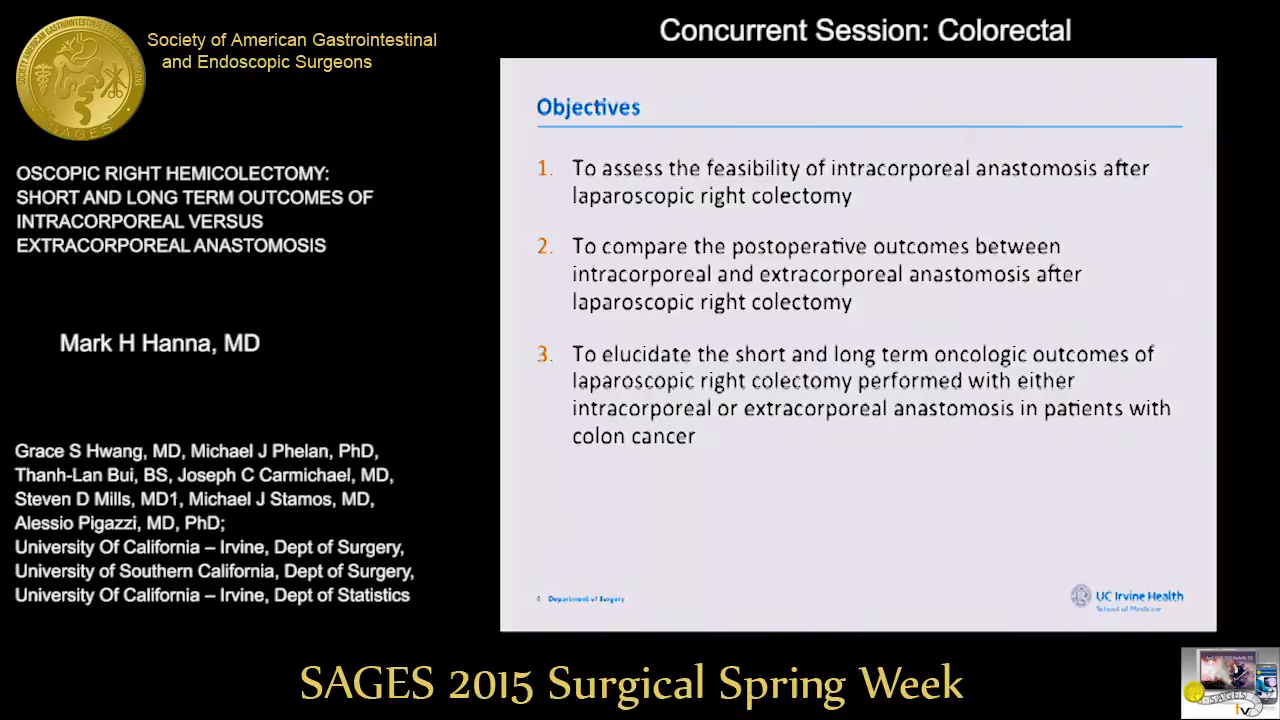 Society of American Gastrointestinal
and Endoscopic Surgeons
SAGES
Concurrent Session: Colorectal
OSCOPIC RIGHT HEMICOLECTOMY:
SHORT AND LONG TERM OUTCOMES OF
INTRACORPOREAL VERSUS
EXTRACORPOREAL ANASTOMOSIS
Mark H Hanna, MD
Grace S Hwang, MD, Michael J Phelan, PhD,
Thanh-Lan Bui, BS, Joseph C Carmichael, MD,
Steven D Mills, MD1, Michael J Stamos, MD,
Alessio Pigazzi, MD, PhD;
University Of California – Irvine, Dept of Surgery,
University of Southern California, Dept of Surgery,
University Of California – Irvine, Dept of Statistics
Objectives
1. To assess the feasibility of intracorporeal anastomosis after
laparoscopic right colectomy
2. To compare the postoperative outcomes between
intracorporeal and extracorporeal anastomosis after
laparoscopic right colectomy
3. To elucidate the short and long term oncologic outcomes of
laparoscopic right colectomy performed with either
intracorporeal or extracorporeal anastomosis in patients with
colon cancer
4 Department of Surgery
UC Irvine Health
School of Medicine
SAGES 2015 Surgical Spring Week
SAGES
tv